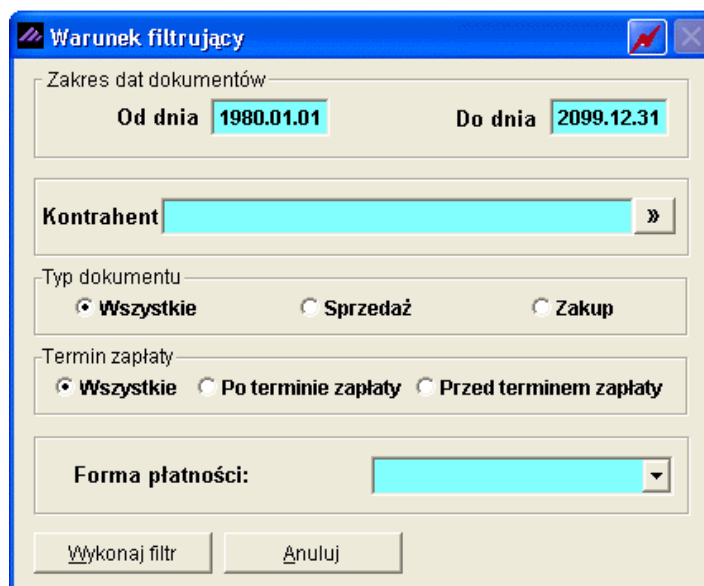 Warunek filtrujący
Zakres dat dokumentów
Od dnia 1980.01.01 Do dnia 2099.12.31
Kontrahent »
Typ dokumentu
Wszystkie Sprzedaż Zakup
Termin zapłaty
Wszystkie Po terminie zapłaty Przed terminem zapłaty
Forma płatności:
Wykonaj filtr Anuluj